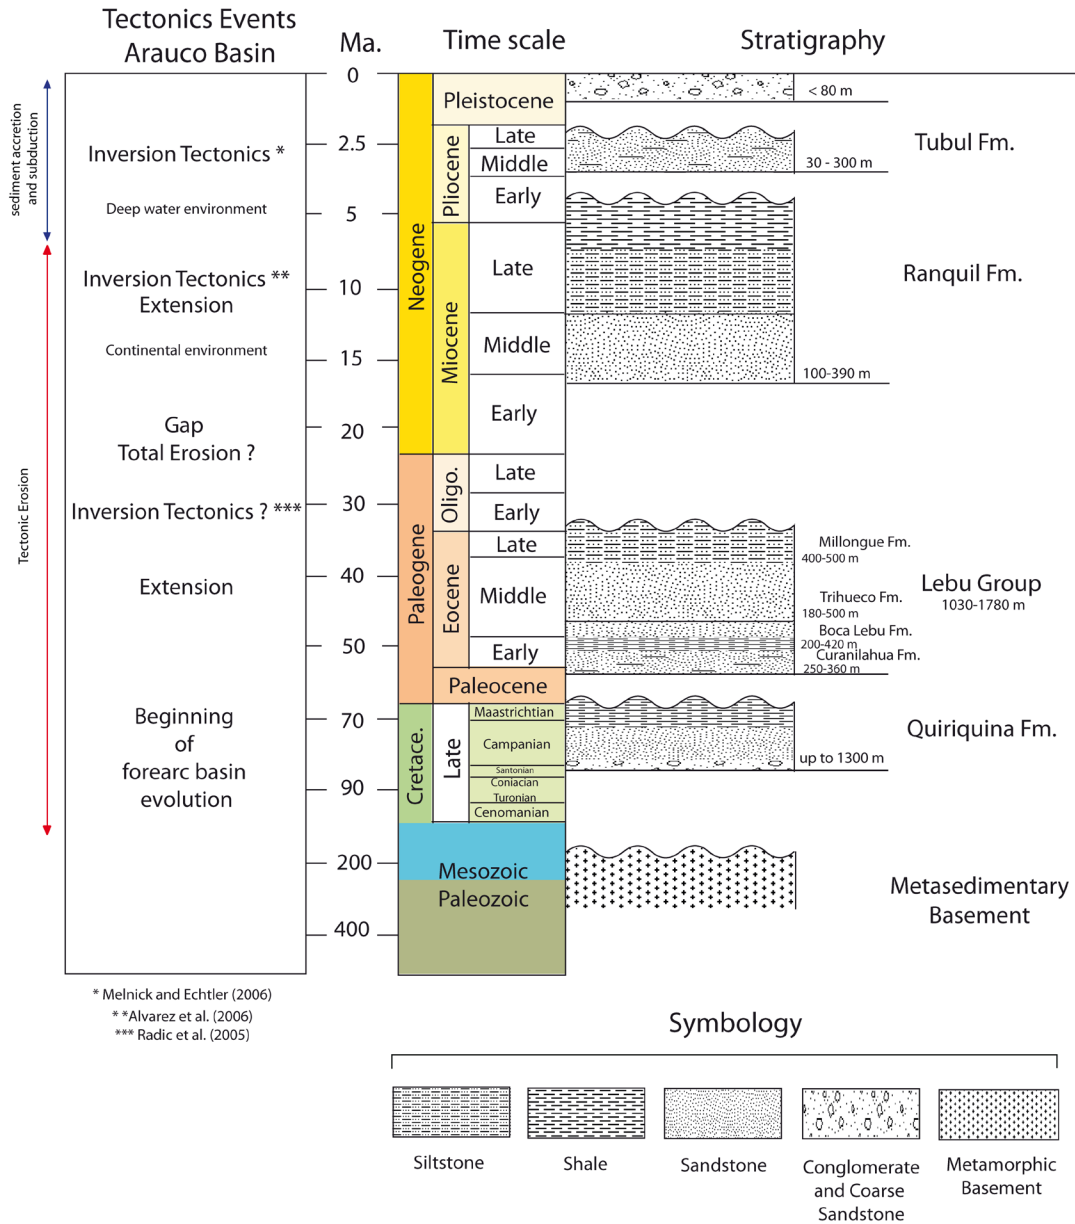 Tectonics Events
Arauco Basin
Ma.
Time scale
Stratigraphy
sediment accretion
and subduction
Tectonic Erosion
Inversion Tectonics *
Deep water environment
Inversion Tectonics **
Extension
Continental environment
Gap
Total Erosion ?
Inversion Tectonics ? ***
Extension
Beginning
of
forearc basin
evolution
0
2.5
5
10
15
20
30
40
50
70
90
200
400
Neogene
Paleogene
Cretace.
Pleistocene
Pliocene
Late
Middle
Early
Miocene
Late
Middle
Early
Oligo.
Late
Early
Eocene
Late
Middle
Early
Paleocene
Late
Maastrichtian
Campanian
Santonian
Coniacian
Turonian
Cenomanian
Mesozoic
Paleozoic
< 80 m
30 - 300 m
Tubul Fm.
Ranquil Fm.
100-390 m
Millongue Fm.
400-500 m
Trihueco Fm.
180-500 m
Boca Lebu Fm.
200-420 m
Curanilahua Fm.
250-360 m
Lebu Group
1030-1780 m
Quiriquina Fm.
up to 1300 m
Metasedimentary
Basement
* Melnick and Echtler (2006)
* *Alvarez et al. (2006)
*** Radic et al. (2005)
Symbology
Siltstone
Shale
Sandstone
Conglomerate
and Coarse
Sandstone
Metamorphic
Basement